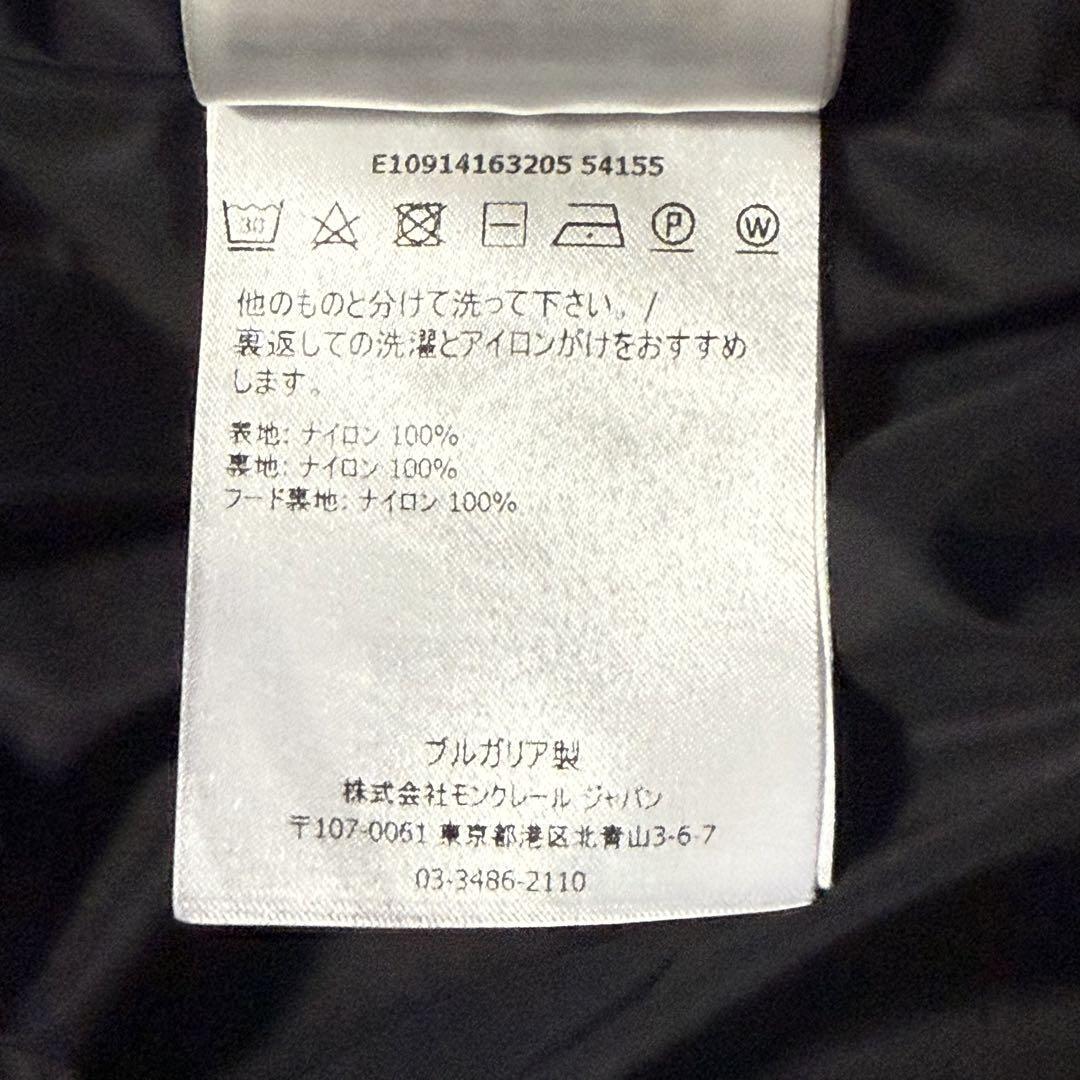 E10914163205 54155
30
P
W
他のものと分けて洗って下さい。/
裏返しての洗濯とアイロンがけをおすすめ
します。
表地: ナイロン 100%
裏地: ナイロン 100%
フード裏地: ナイロン 100%
ブルガリア製
株式会社モンクレール ジャパン
〒107-0061 東京都港区北青山3-6-7
03-3486-2110